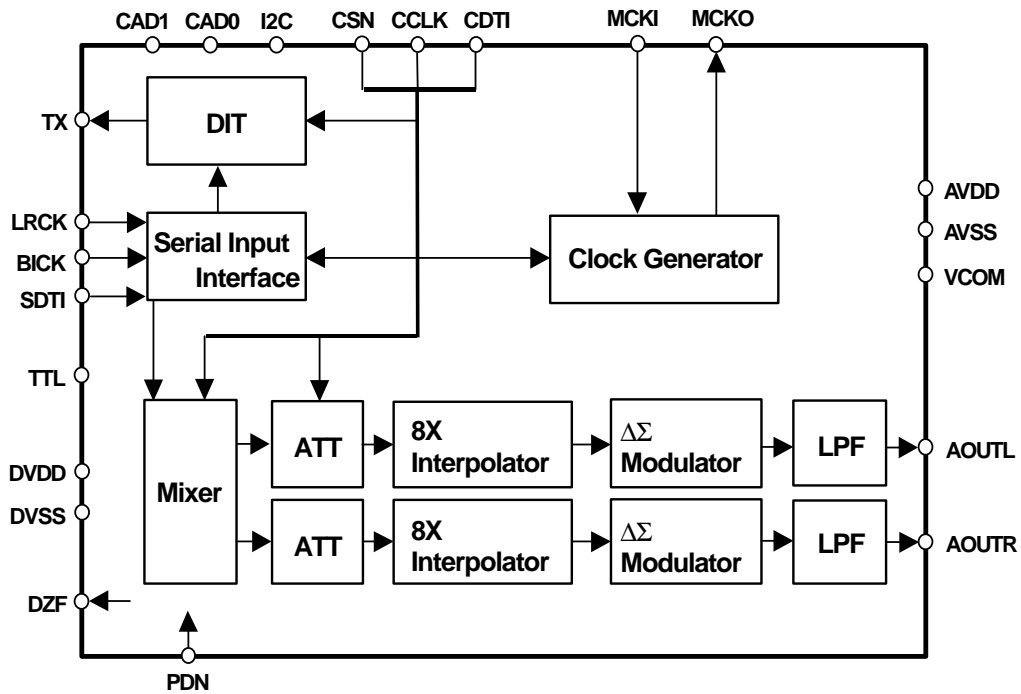 CAD1 CAD0 I2C CSN CCLK CDTI MCKI MCKO
TX
DIT
LRCK
BICK
SDTI
Serial Input
Interface
Clock Generator
AVDD
AVSS
VCOM
TTL
DVDD
DVSS
DZF
Mixer
ATT
8X
Interpolator
ΔΣ
Modulator
LPF
AOUTL
ATT
8X
Interpolator
ΔΣ
Modulator
LPF
AOUTR
PDN